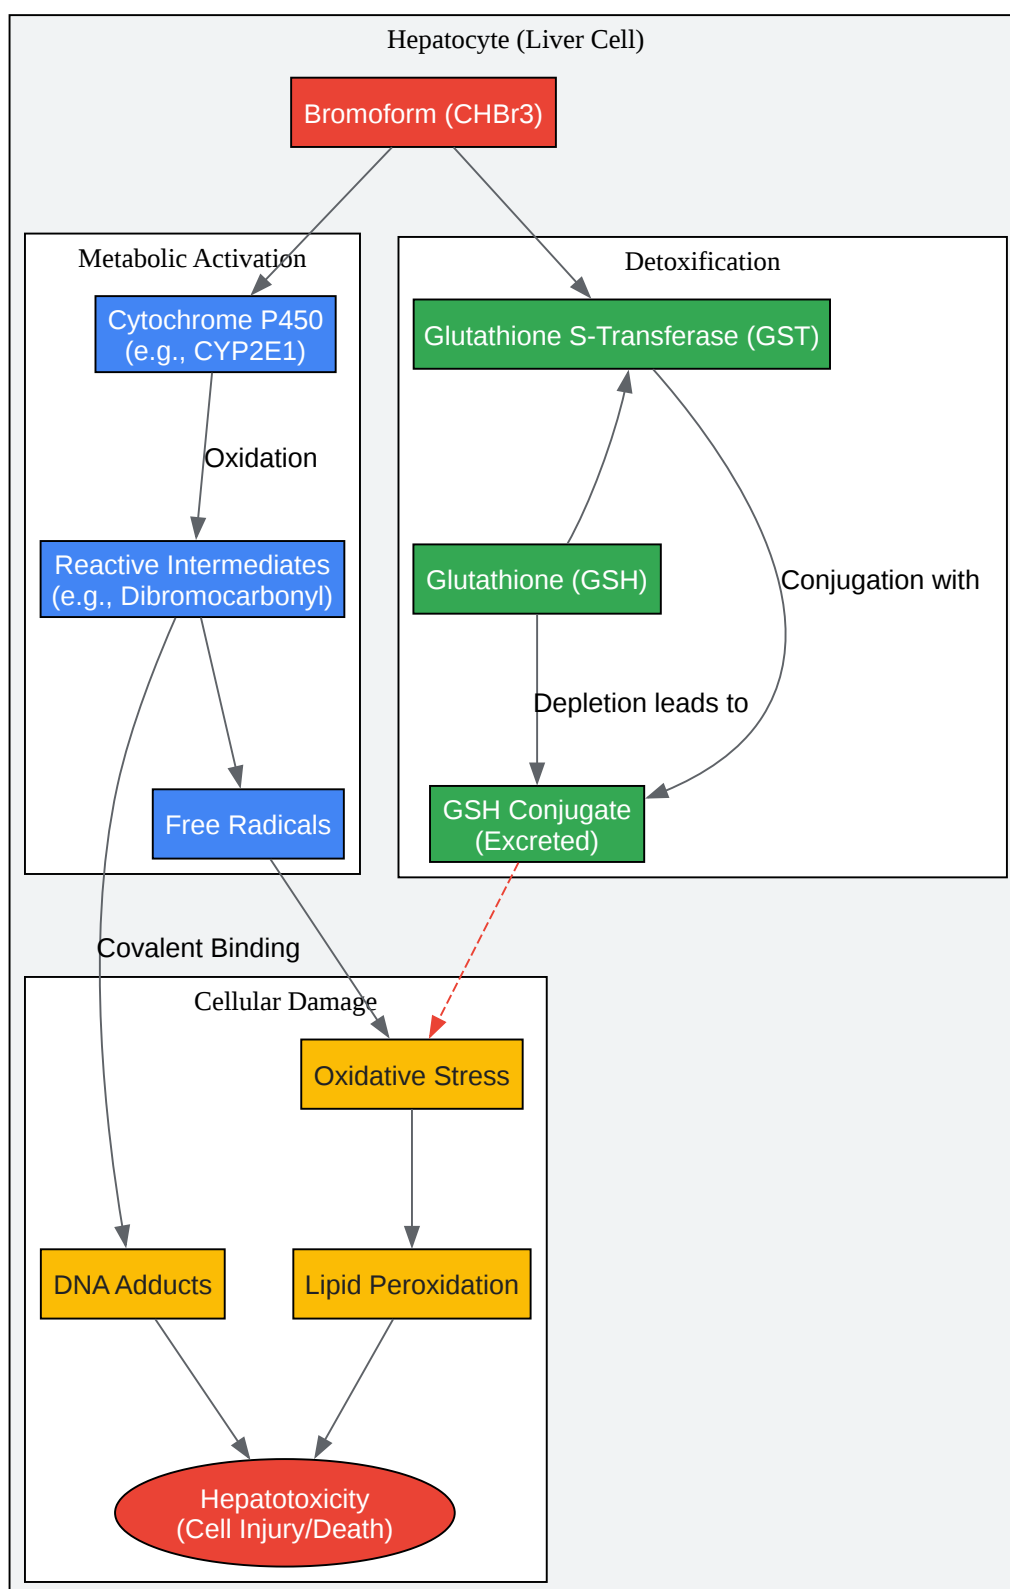 Hepatocyte (Liver Cell)
Bromoform (CHBr3)
Metabolic Activation
Cytochrome P450
(e.g., CYP2E1)
Oxidation
Reactive Intermediates
(e.g., Dibromocarbonyl)
Free Radicals
Detoxification
Glutathione S-Transferase (GST)
Glutathione (GSH)
Conjugation with
Depletion leads to
GSH Conjugate
(Excreted)
Covalent Binding
Cellular Damage
Oxidative Stress
DNA Adducts
Lipid Peroxidation
Hepatotoxicity
(Cell Injury/Death)